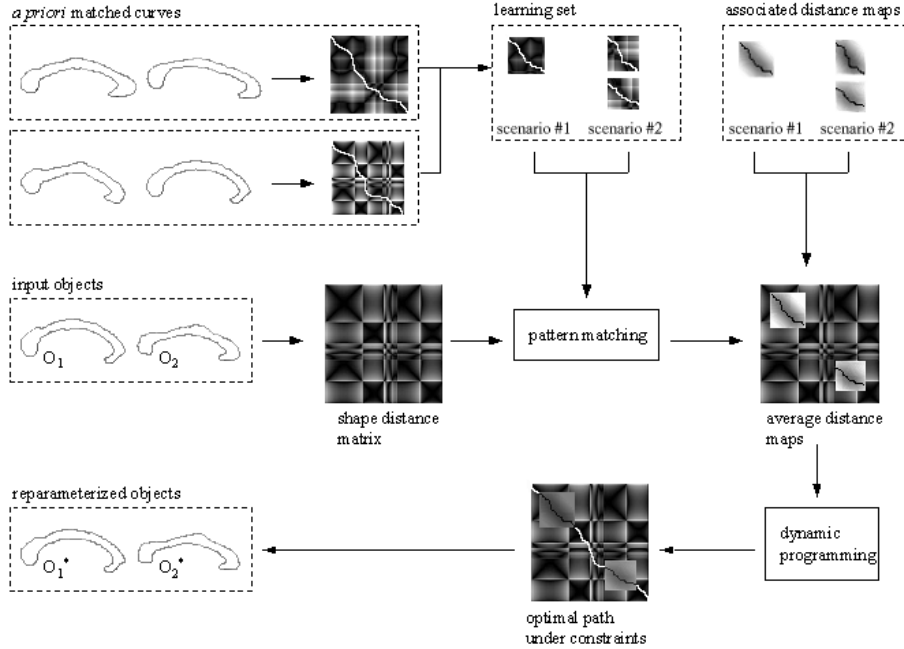 a priori matched curves
learning set
associated distance maps
scenario #1
scenario #2
scenario #1
scenario #2
input objects
O1
O2
shape distance
matrix
pattern matching
average distance
maps
reparameterized objects
O1*
O2*
optimal path
under constraints
dynamic
programming